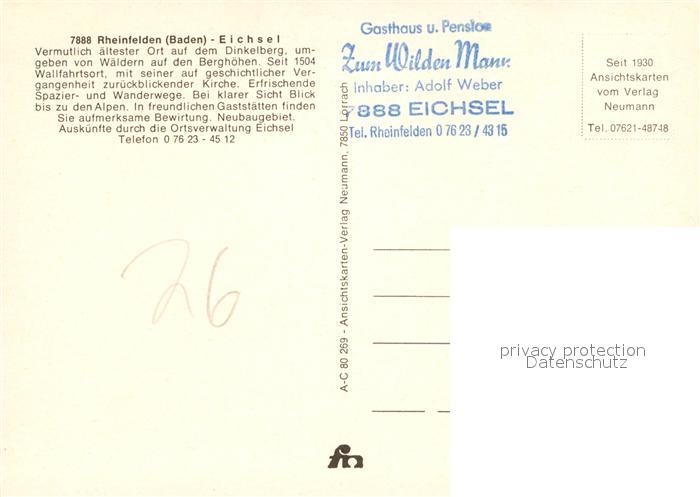 7888 Rheinfelden (Baden) - Eichsel
Vermutlich ältester Ort auf dem Dinkelberg, um-
geben von Wäldern auf den Berghöhen. Seit 1504
Wallfahrtsort, mit seiner auf geschichtlicher Ver-
gangenheit zurückblickender Kirche. Erfrischende
Spazier- und Wanderwege. Bei klarer Sicht Blick
bis zu den Alpen. In freundlichen Gaststätten finden
Sie aufmerksame Bewirtung. Neubaugebiet.
Auskünfte durch die Ortsverwaltung Eichsel
Telefon 0 76 23 - 45 12
Gasthaus u. Pension
Zum Wilden Mann
Inhaber: Adolf Weber
7888 EICHSEL
Tel. Rheinfelden 0 76 23 / 43 15
Seit 1930
Ansichtskarten
vom Verlag
Neumann
Tel. 07621-48748
A-C 80 269 - Ansichtskarten-Verlag Neumann, 7850 Lörrach
26
fn
privacy protection
Datenschutz